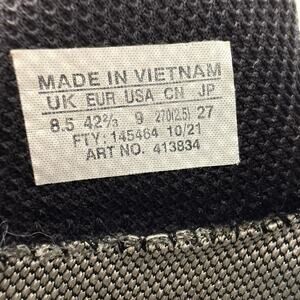 MADE IN VIETNAM
UK EUR USA CN JP
8.5 42⅔ 9 270(2.5) 27
FTY: 145464 10/21
ART NO. 413834